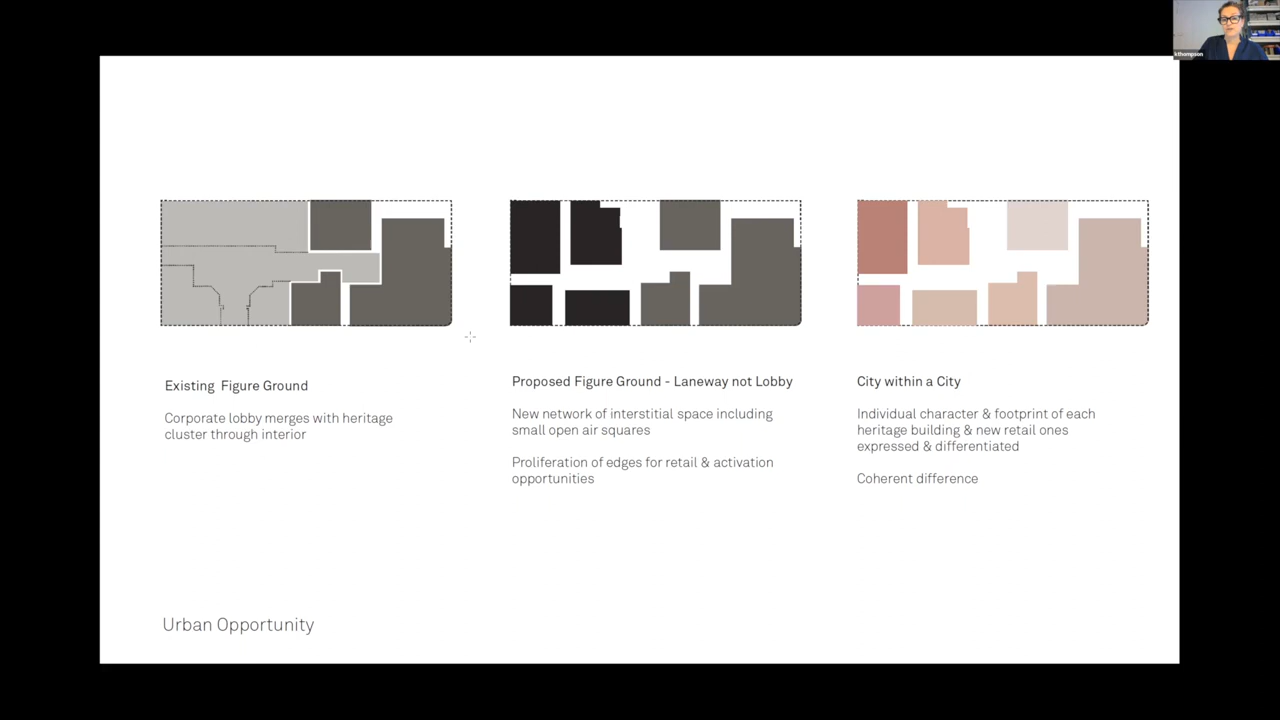 kthompson
Existing Figure Ground
Corporate lobby merges with heritage
cluster through interior
Proposed Figure Ground - Laneway not Lobby
New network of interstitial space including
small open air squares
Proliferation of edges for retail & activation
opportunities
City within a City
Individual character & footprint of each
heritage building & new retail ones
expressed & differentiated
Coherent difference
Urban Opportunity